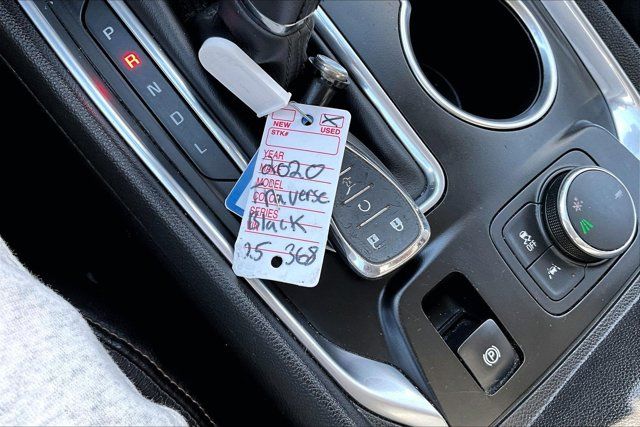 P
R
N
D
L
NEW
USED
STK#
YEAR
2020
MODEL
Traverse
COLOR
SERIES
Black
25 368
P